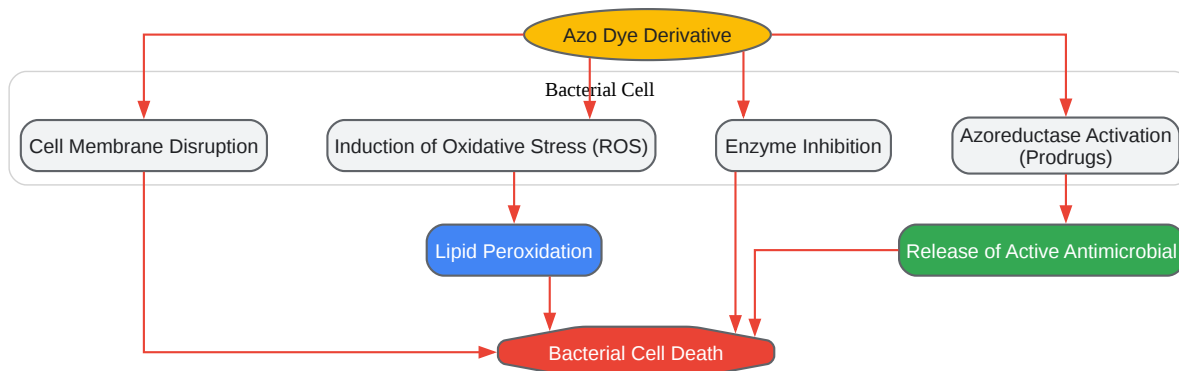 Azo Dye Derivative
Bacterial Cell
Cell Membrane Disruption
Induction of Oxidative Stress (ROS)
Enzyme Inhibition
Azoreductase Activation
(Prodrugs)
Lipid Peroxidation
Release of Active Antimicrobial
Bacterial Cell Death